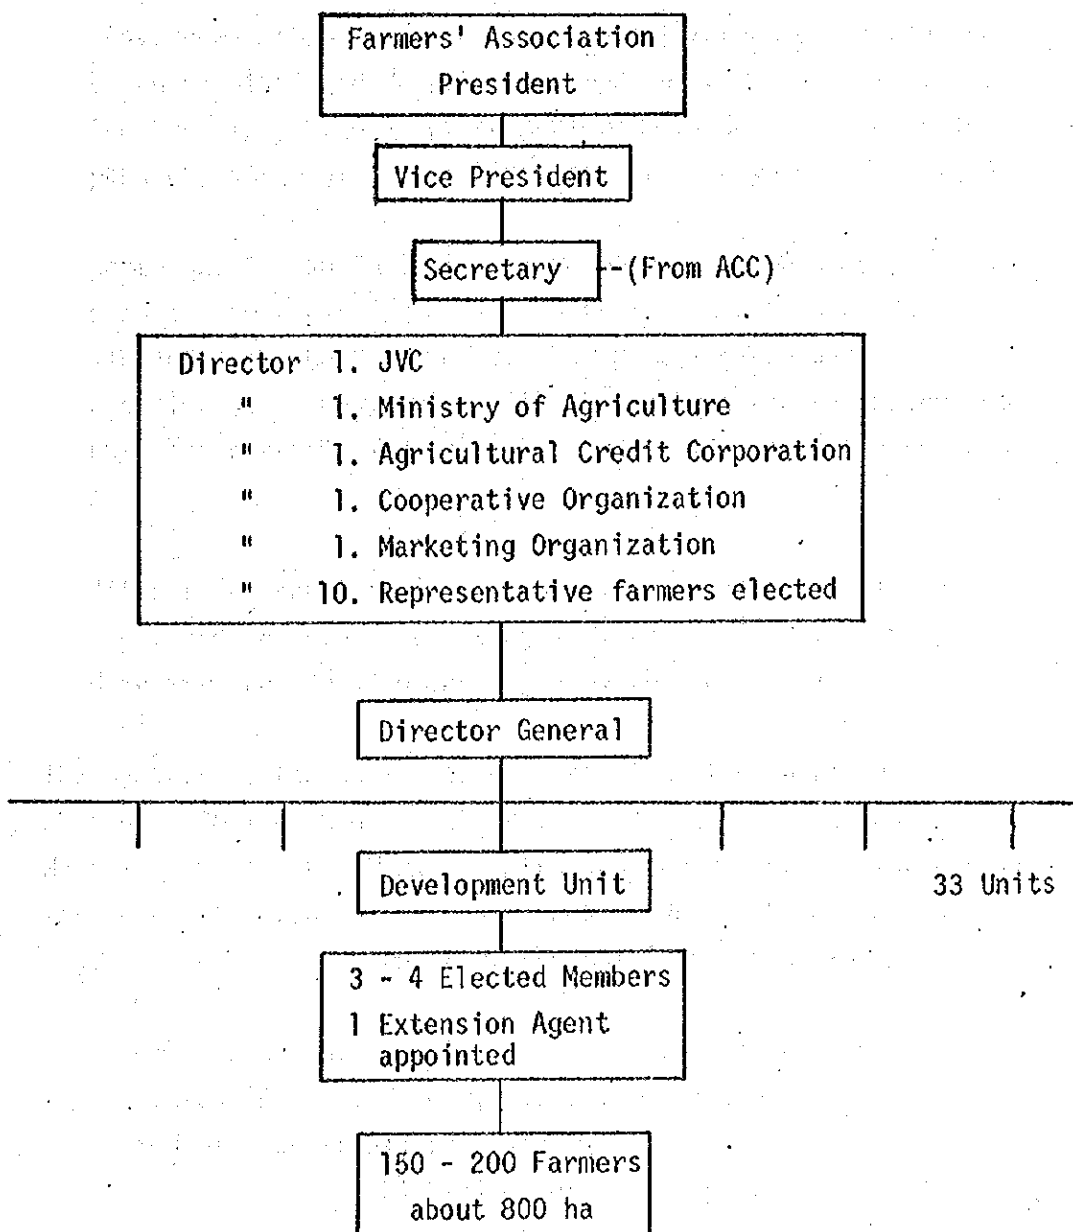 Farmers' Association
President
Vice President
Secretary --(From ACC)
Director 1. JVC
" 1. Ministry of Agriculture
" 1. Agricultural Credit Corporation
" 1. Cooperative Organization
" 1. Marketing Organization
" 10. Representative farmers elected
Director General
Development Unit 33 Units
3 - 4 Elected Members
1 Extension Agent
appointed
150 - 200 Farmers
about 800 ha